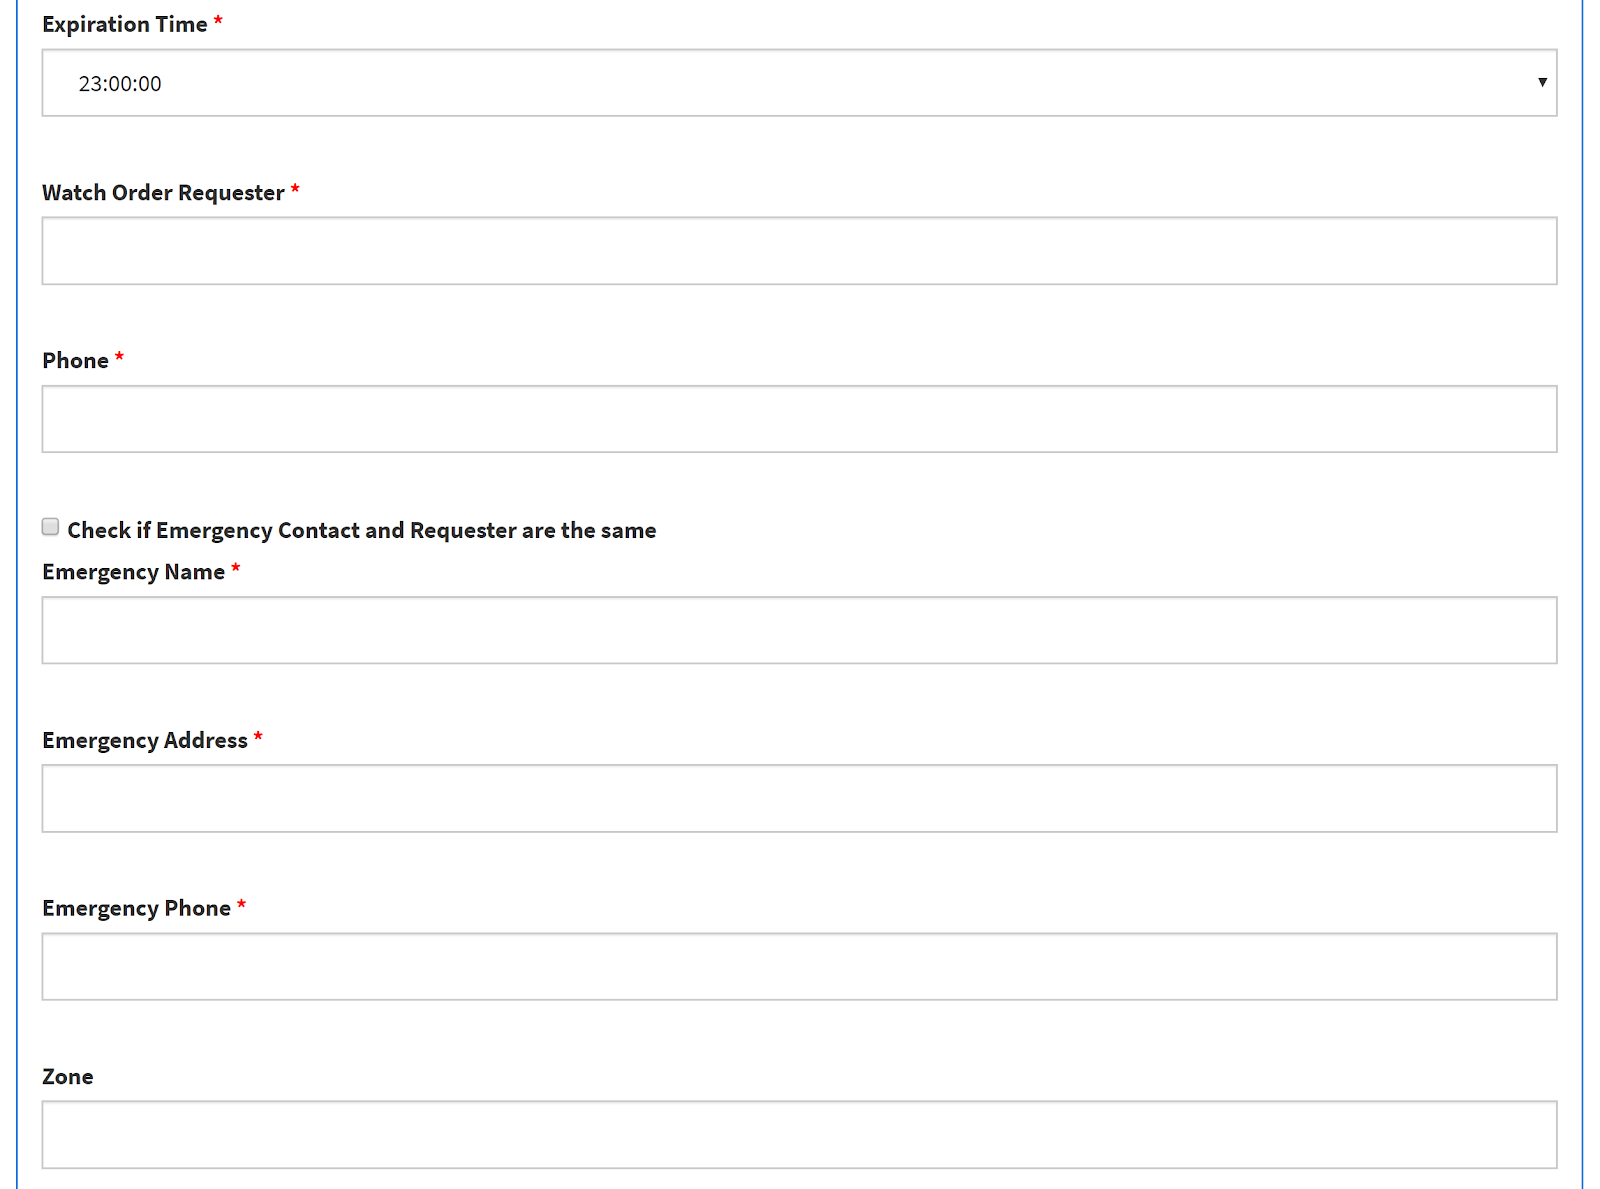 Expiration Time *
23:00:00
Watch Order Requester *
Phone *
Check if Emergency Contact and Requester are the same
Emergency Name *
Emergency Address *
Emergency Phone *
Zone